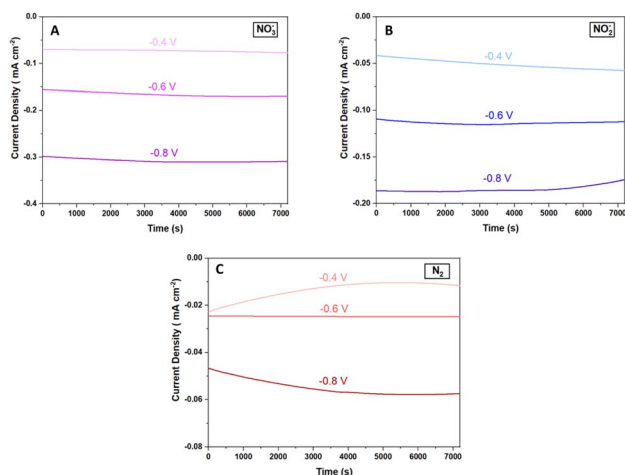 A
NO₃⁻
-0.4 V
-0.6 V
-0.8 V
0.0
-0.1
-0.2
-0.3
-0.4
Current Density ( mA cm⁻²)
0 1000 2000 3000 4000 5000 6000 7000
Time (s)
B
NO₂⁻
-0.4 V
-0.6 V
-0.8 V
0.00
-0.05
-0.10
-0.15
-0.20
Current Density ( mA cm⁻²)
0 1000 2000 3000 4000 5000 6000 7000
Time (s)
C
N₂
-0.4 V
-0.6 V
-0.8 V
0.00
-0.02
-0.04
-0.06
-0.08
Current Density ( mA cm⁻²)
0 1000 2000 3000 4000 5000 6000 7000
Time (s)